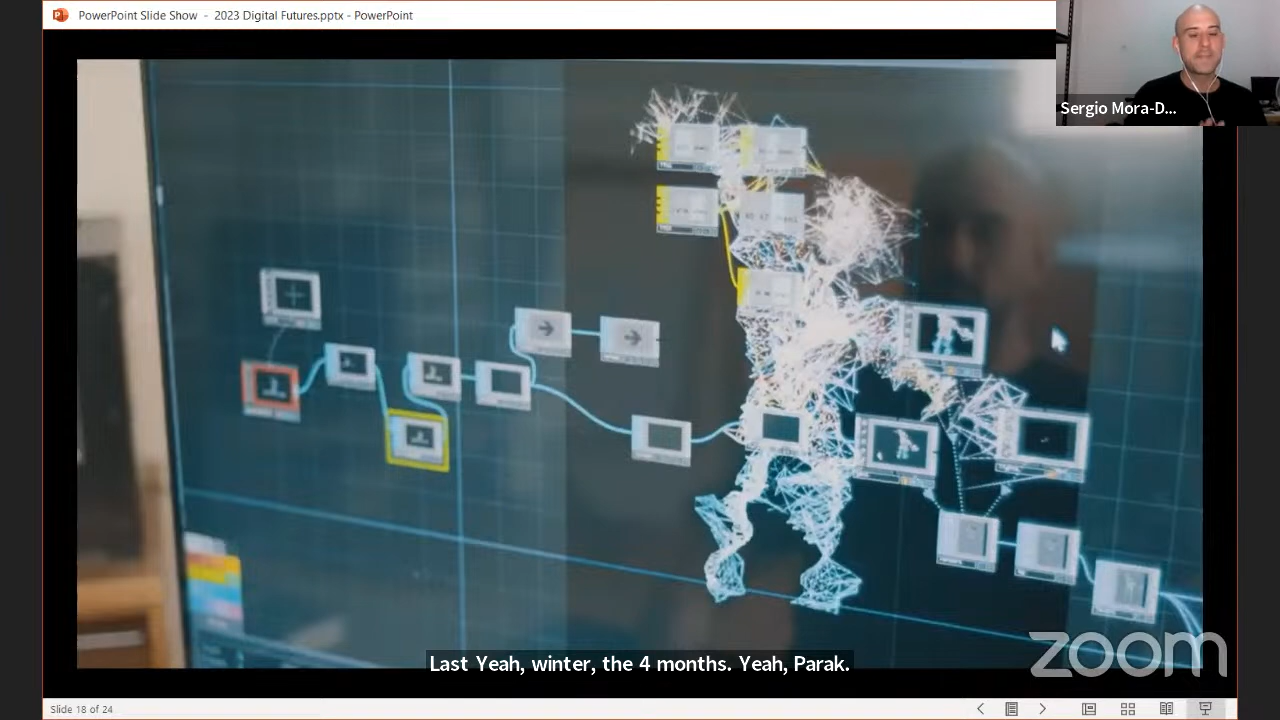 PowerPoint Slide Show - 2023 Digital Futures.pptx - PowerPoint
Sergio Mora-D...
Last Yeah, winter, the 4 months. Yeah, Parak.
zoom
Slide 18 of 24